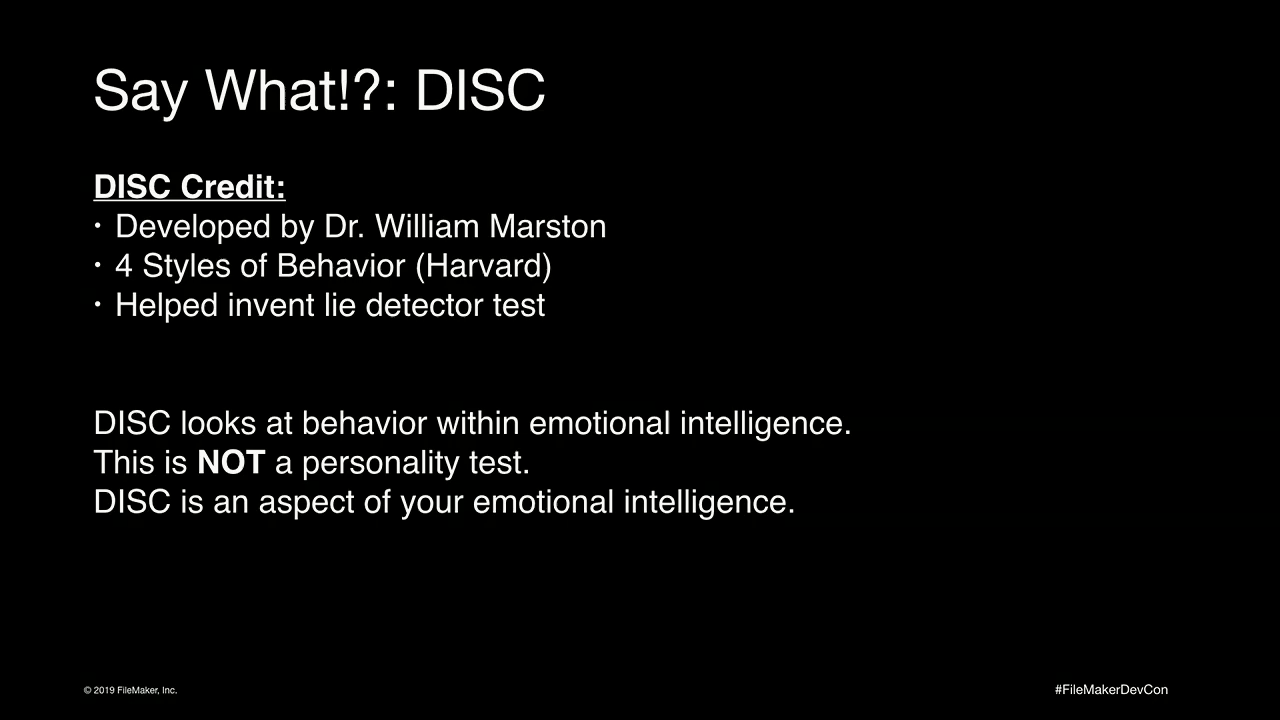 Say What!?: DISC
DISC Credit:
• Developed by Dr. William Marston
• 4 Styles of Behavior (Harvard)
• Helped invent lie detector test
DISC looks at behavior within emotional intelligence.
This is NOT a personality test.
DISC is an aspect of your emotional intelligence.
© 2019 FileMaker, Inc.
#FileMakerDevCon